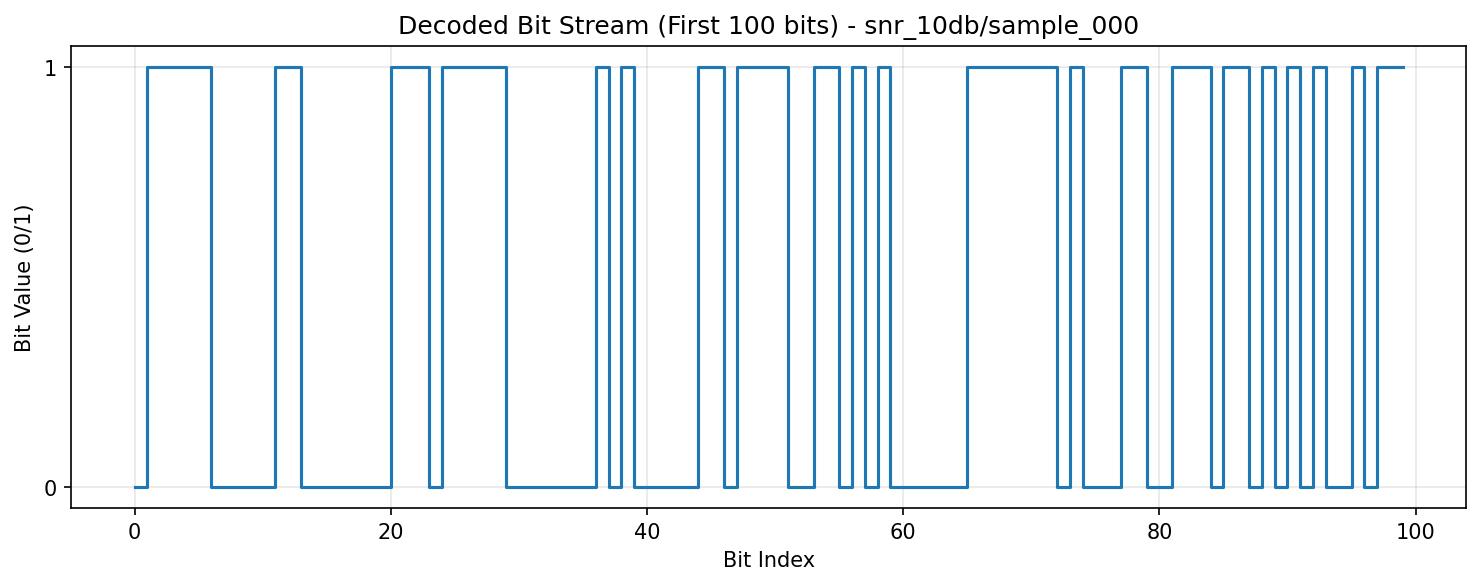 Decoded Bit Stream (First 100 bits) - snr_10db/sample_000
Bit Value (0/1)
1
0
0 20 40 60 80 100
Bit Index